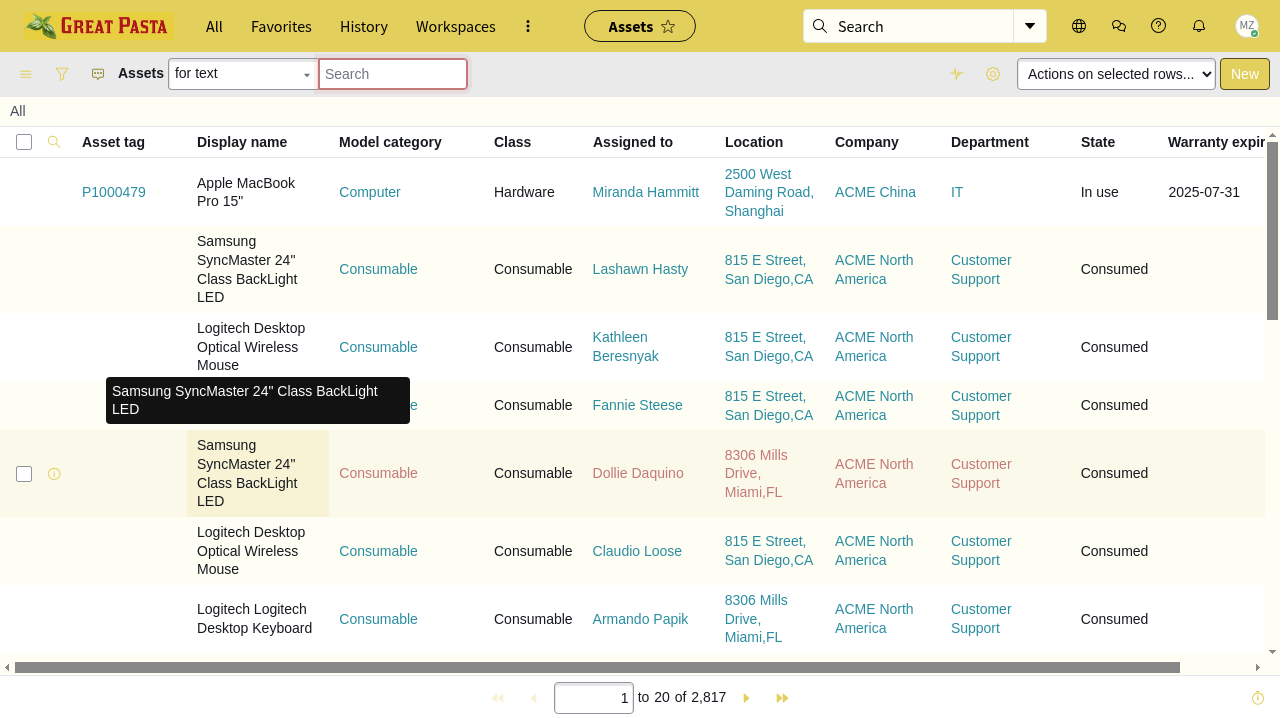 GREAT PASTA All Favorites History Workspaces Assets Search MZ
Assets for text Search Actions on selected rows... New
All
Asset tag Display name Model category Class Assigned to Location Company Department State Warranty expir
P1000479 Apple MacBook Pro 15" Computer Hardware Miranda Hammitt 2500 West Daming Road, Shanghai ACME China IT In use 2025-07-31
Samsung SyncMaster 24" Class BackLight LED Consumable Consumable Lashawn Hasty 815 E Street, San Diego,CA ACME North America Customer Support Consumed
Logitech Desktop Optical Wireless Mouse Consumable Consumable Kathleen Beresnyak 815 E Street, San Diego,CA ACME North America Customer Support Consumed
Samsung SyncMaster 24" Class BackLight LED
e Consumable Fannie Steese 815 E Street, San Diego,CA ACME North America Customer Support Consumed
Samsung SyncMaster 24" Class BackLight LED Consumable Consumable Dollie Daquino 8306 Mills Drive, Miami,FL ACME North America Customer Support Consumed
Logitech Desktop Optical Wireless Mouse Consumable Consumable Claudio Loose 815 E Street, San Diego,CA ACME North America Customer Support Consumed
Logitech Logitech Desktop Keyboard Consumable Consumable Armando Papik 8306 Mills Drive, Miami,FL ACME North America Customer Support Consumed
1 to 20 of 2,817